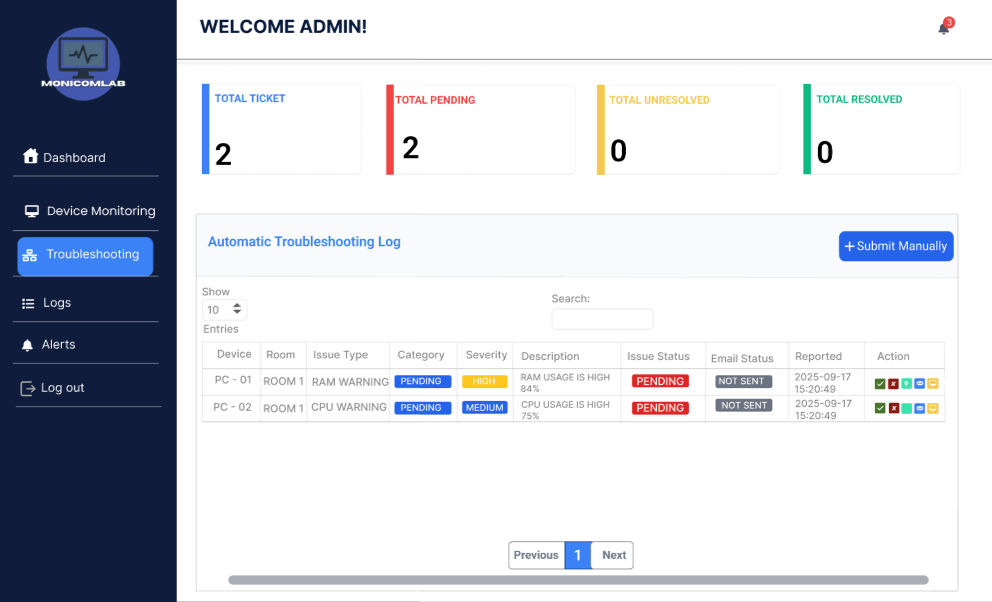 WELCOME ADMIN!
3
MONICOMLAB
Dashboard
Device Monitoring
Troubleshooting
Logs
Alerts
Log out
TOTAL TICKET
2
TOTAL PENDING
2
TOTAL UNRESOLVED
0
TOTAL RESOLVED
0
Automatic Troubleshooting Log
+ Submit Manually
Show
10
Entries
Search:
Device Room Issue Type Category Severity Description Issue Status Email Status Reported Action
PC - 01 ROOM 1 RAM WARNING PENDING HIGH RAM USAGE IS HIGH 84% PENDING NOT SENT 2025-09-17 15:20:49
PC - 02 ROOM 1 CPU WARNING PENDING MEDIUM CPU USAGE IS HIGH 75% PENDING NOT SENT 2025-09-17 15:20:49
Previous 1 Next